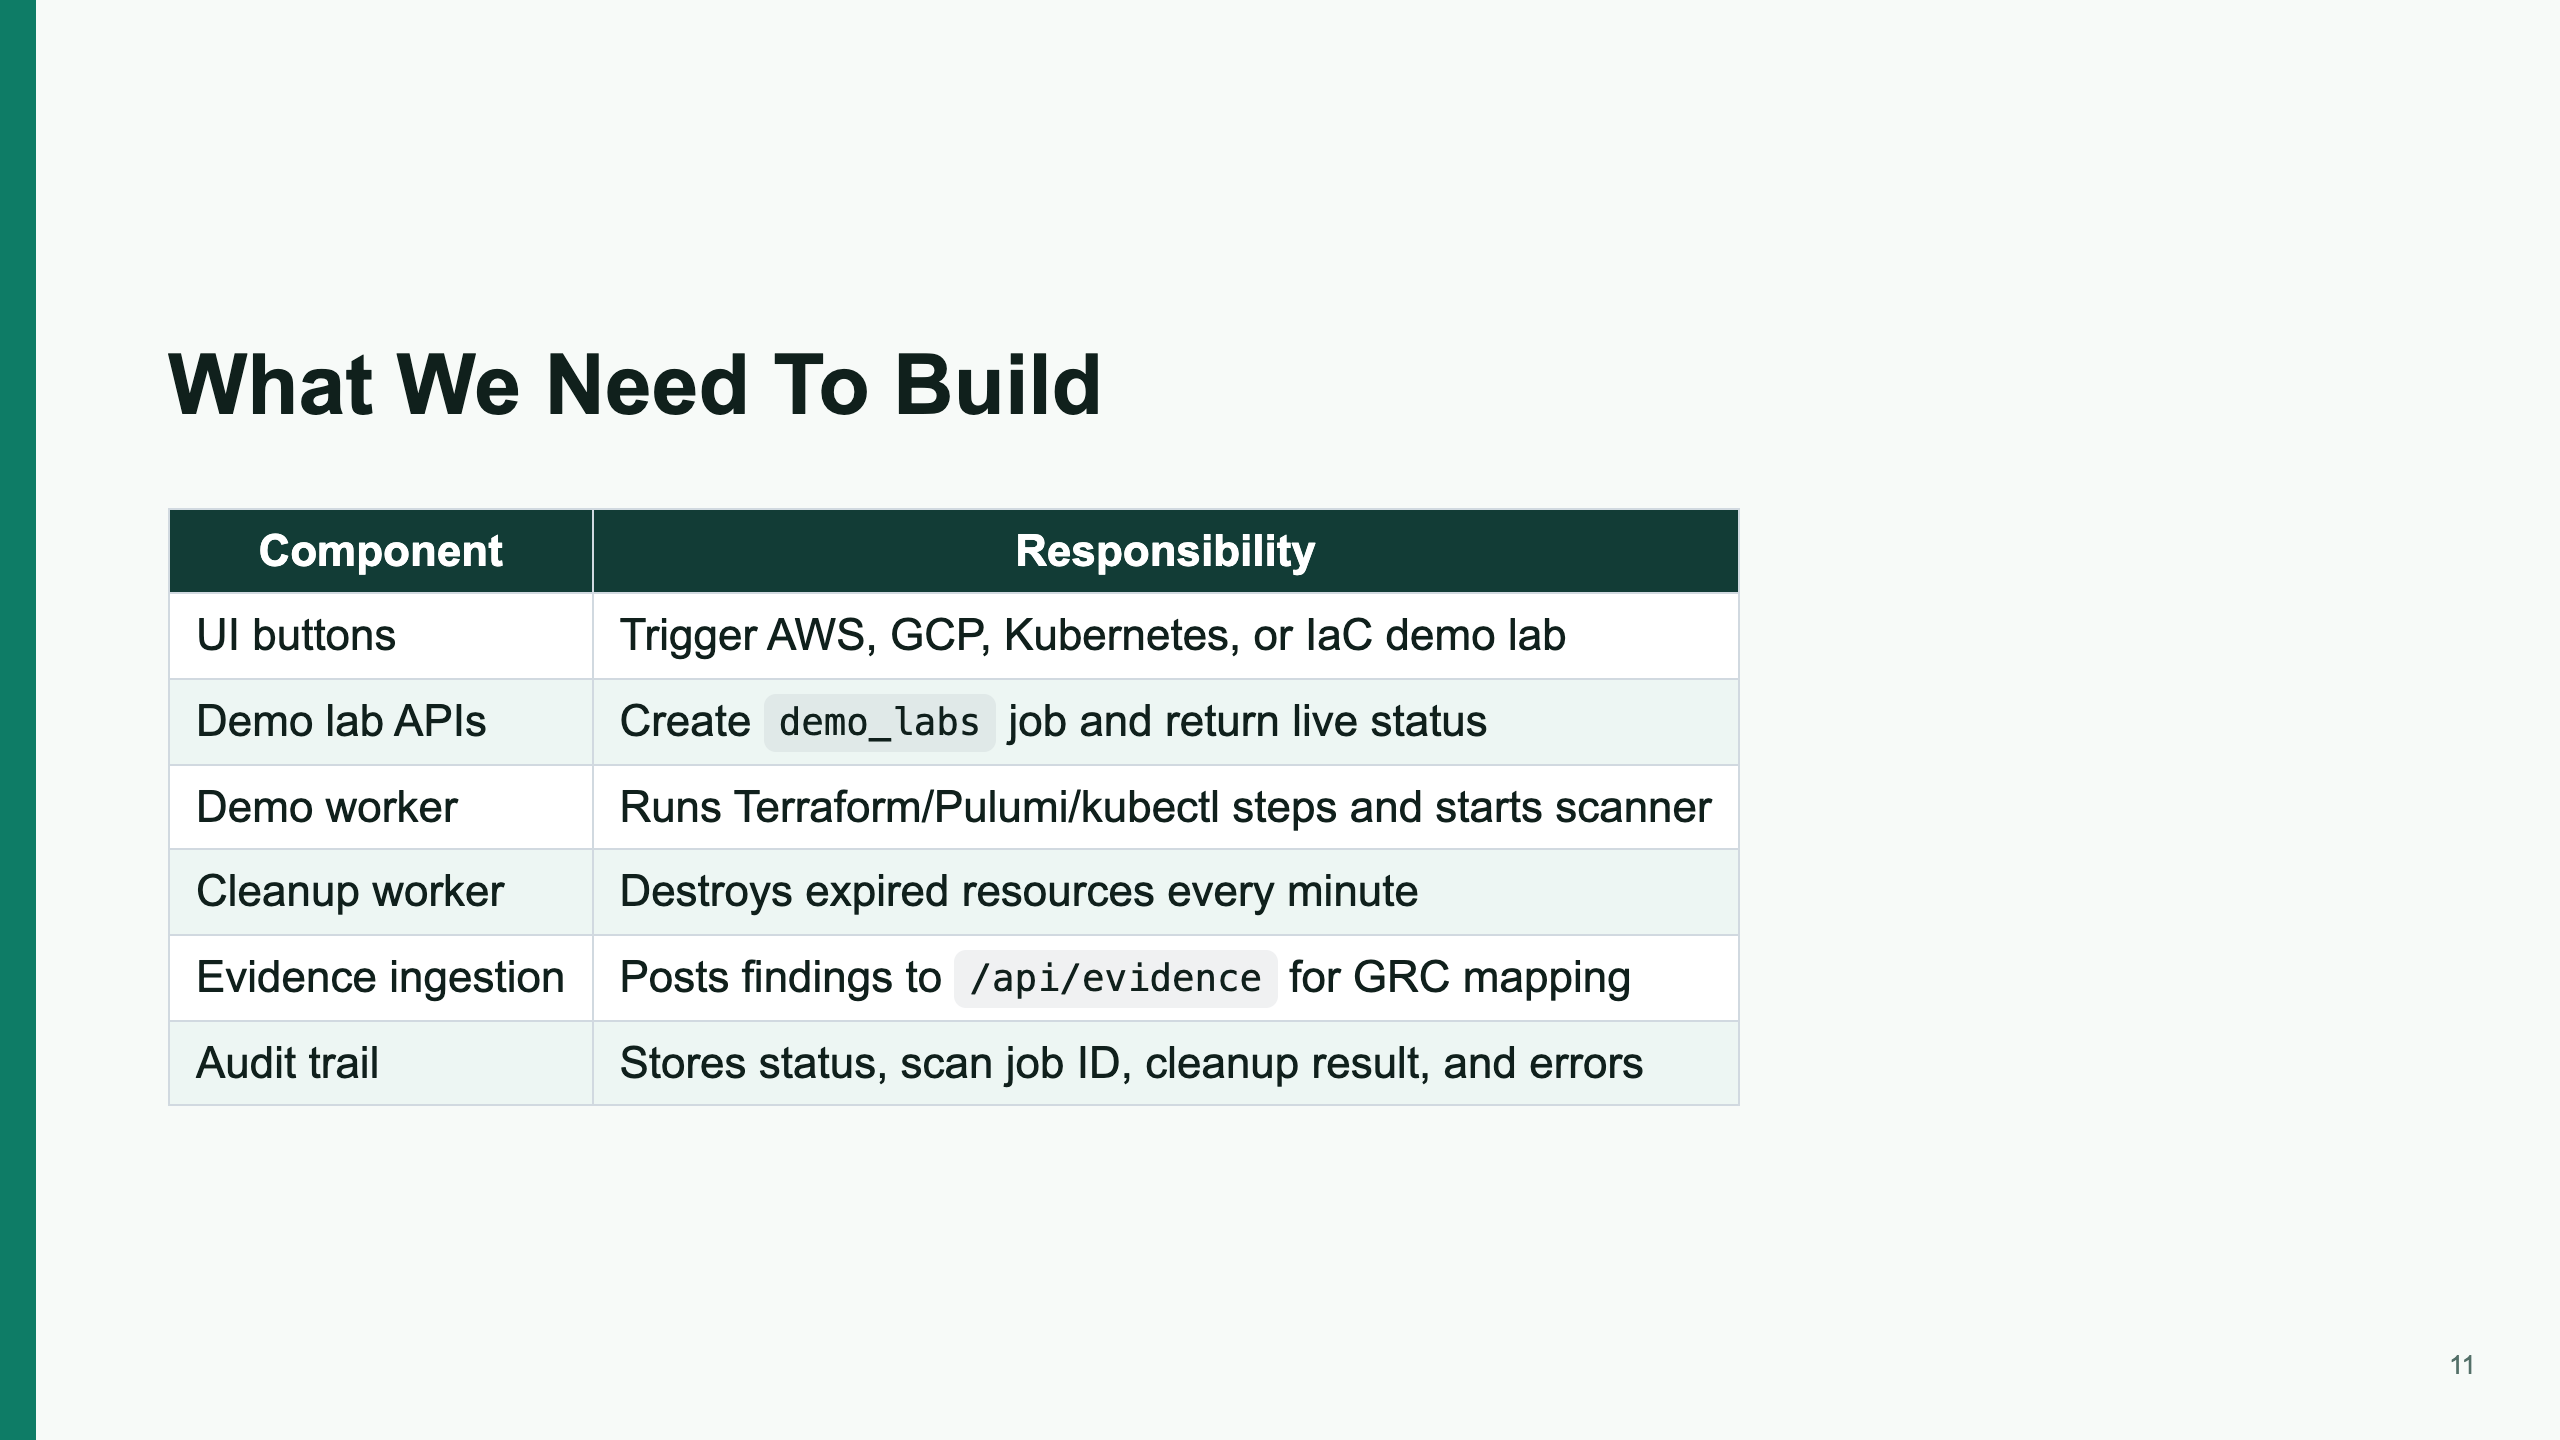 What We Need To Build
Component Responsibility
UI buttons Trigger AWS, GCP, Kubernetes, or IaC demo lab
Demo lab APIs Create demo_labs job and return live status
Demo worker Runs Terraform/Pulumi/kubectl steps and starts scanner
Cleanup worker Destroys expired resources every minute
Evidence ingestion Posts findings to /api/evidence for GRC mapping
Audit trail Stores status, scan job ID, cleanup result, and errors
11